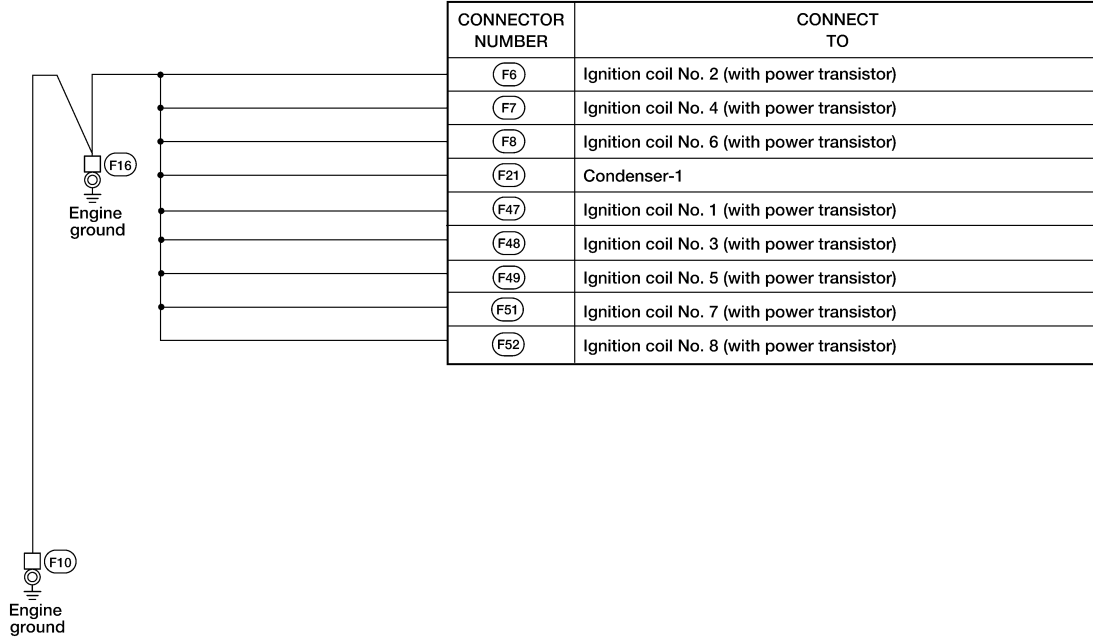 CONNECTOR
NUMBER
CONNECT
TO
F6 Ignition coil No. 2 (with power transistor)
F7 Ignition coil No. 4 (with power transistor)
F8 Ignition coil No. 6 (with power transistor)
F21 Condenser-1
F47 Ignition coil No. 1 (with power transistor)
F48 Ignition coil No. 3 (with power transistor)
F49 Ignition coil No. 5 (with power transistor)
F51 Ignition coil No. 7 (with power transistor)
F52 Ignition coil No. 8 (with power transistor)
F16
Engine
ground
F10
Engine
ground